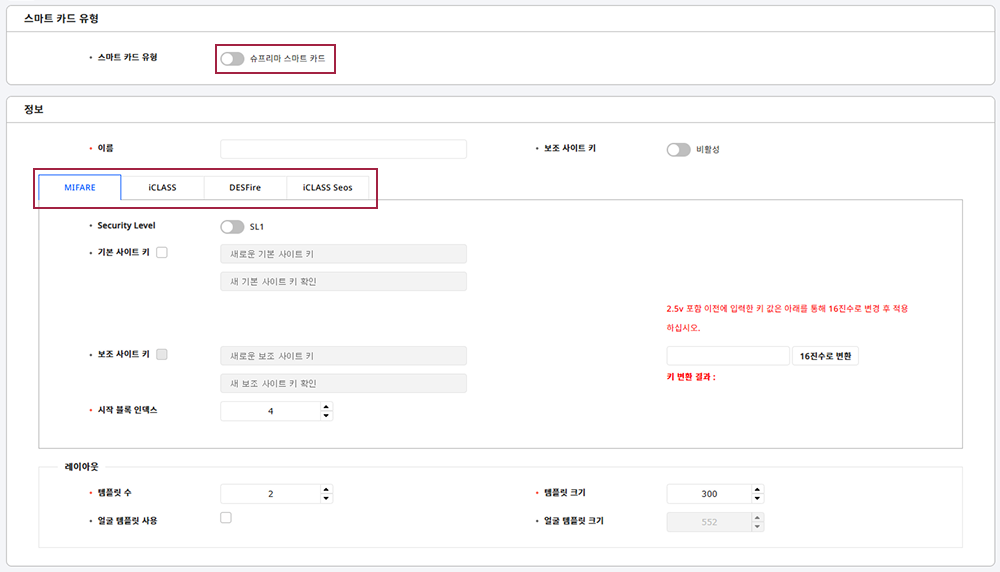 스마트 카드 유형
스마트 카드 유형
슈프리마 스마트 카드
정보
이름
보조 사이트 키
비활성
MIFARE
iCLASS
DESFire
iCLASS Seos
Security Level
SL1
기본 사이트 키
새로운 기본 사이트 키
새 기본 사이트 키 확인
2.5v 포함 이전에 입력한 키 값은 아래를 통해 16진수로 변경 후 적용
하십시오.
보조 사이트 키
새로운 보조 사이트 키
16진수로 변환
새 보조 사이트 키 확인
키 변환 결과 :
시작 블록 인덱스
4
레이아웃
템플릿 수
2
템플릿 크기
300
얼굴 템플릿 사용
얼굴 템플릿 크기
552